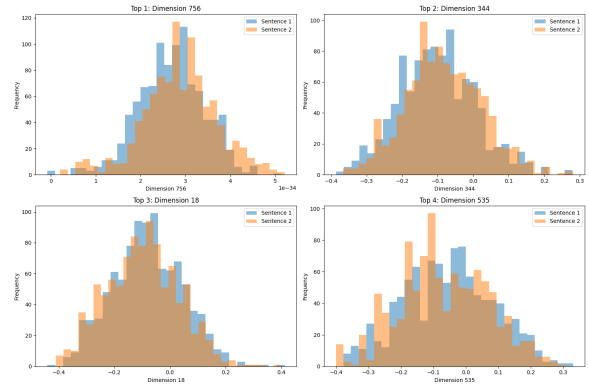 Top 1: Dimension 756
Sentence 1
Sentence 2
Frequency
120
100
80
60
40
20
0
0 1 2 3 4 5
1e−34
Dimension 756
Top 2: Dimension 344
Sentence 1
Sentence 2
Frequency
100
80
60
40
20
0
−0.4 −0.3 −0.2 −0.1 0.0 0.1 0.2 0.3
Dimension 344
Top 3: Dimension 18
Sentence 1
Sentence 2
Frequency
100
80
60
40
20
0
−0.4 −0.2 0.0 0.2 0.4
Dimension 18
Top 4: Dimension 535
Sentence 1
Sentence 2
Frequency
100
80
60
40
20
0
−0.4 −0.3 −0.2 −0.1 0.0 0.1 0.2 0.3
Dimension 535